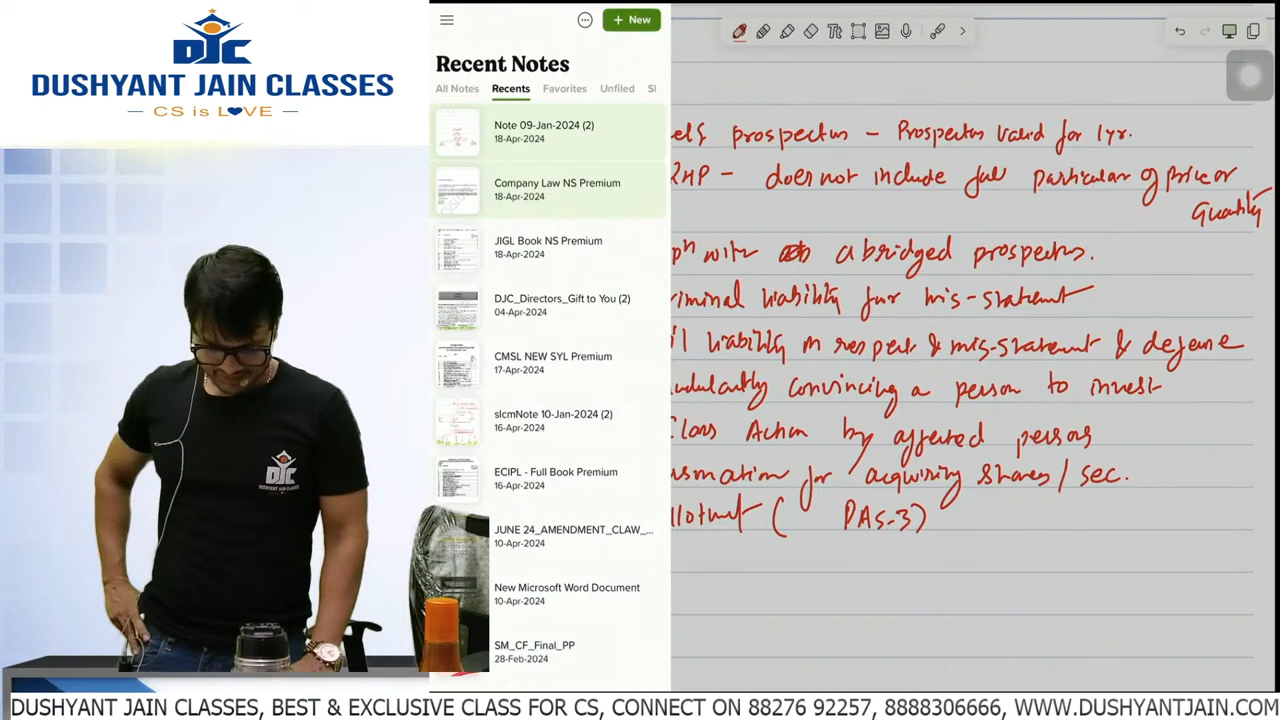 DJC
DUSHYANT JAIN CLASSES
CS is LOVE
DJC
DUSHYANT JAIN CLASSES
+ New
Recent Notes
All Notes Recents Favorites Unfiled
Note 09-Jan-2024 (2)
18-Apr-2024
Company Law NS Premium
18-Apr-2024
JIGL Book NS Premium
18-Apr-2024
DJC_Directors_Gift to You (2)
04-Apr-2024
CMSL NEW SYL Premium
17-Apr-2024
slcmNote 10-Jan-2024 (2)
16-Apr-2024
ECIPL - Full Book Premium
16-Apr-2024
JUNE 24_AMENDMENT_CLAW_...
10-Apr-2024
New Microsoft Word Document
10-Apr-2024
SM_CF_Final_PP
28-Feb-2024
prospectus - Prospectus valid for 1yr.
RHP - does not include full particular of price or
Quantity
with abridged prospectus.
liability for mis-statement
liability in & mis-statement &
convincing a person to invest
Class Action by affected persons
for acquiring shares/sec.
( PAS-3)
DUSHYANT JAIN CLASSES, BEST & EXCLUSIVE CLASS FOR CS, CONNECT ON 88276 92257, 8888306666, WWW.DUSHYANTJAIN.COM